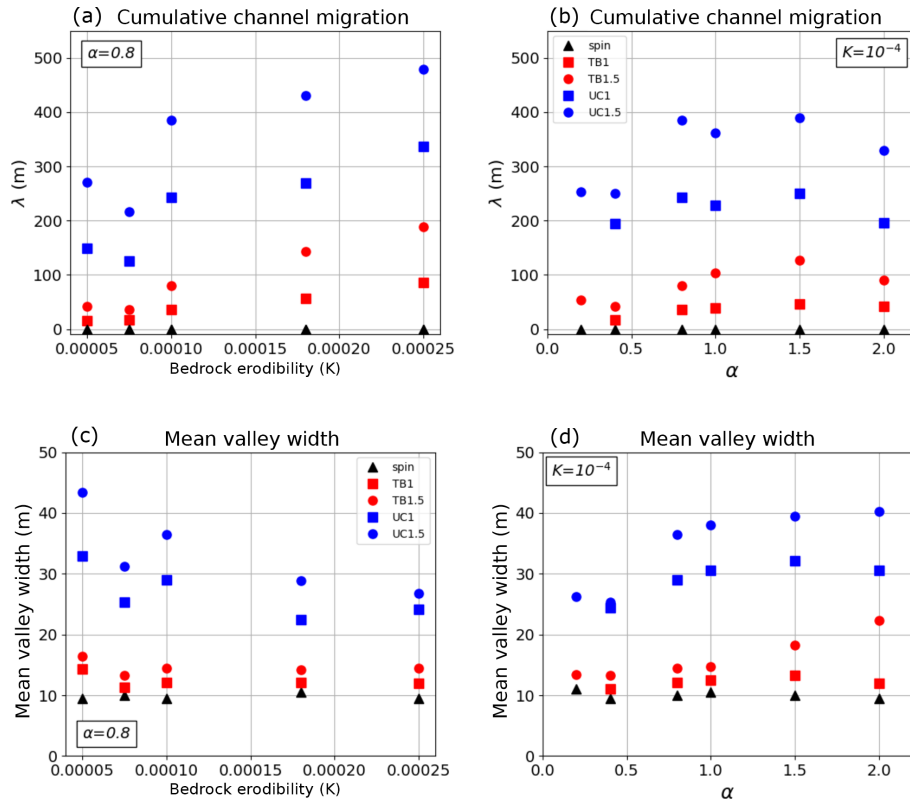 (a) Cumulative channel migration
α=0.8
500
400
300
200
100
0
λ (m)
0.00005 0.00010 0.00015 0.00020 0.00025
Bedrock erodibility (K)
(b) Cumulative channel migration
K=10⁻⁴
spin
TB1
TB1.5
UC1
UC1.5
500
400
300
200
100
0
λ (m)
0.0 0.5 1.0 1.5 2.0
α
(c) Mean valley width
spin
TB1
TB1.5
UC1
UC1.5
50
40
30
20
10
0
Mean valley width (m)
α=0.8
0.00005 0.00010 0.00015 0.00020 0.00025
Bedrock erodibility (K)
(d) Mean valley width
K=10⁻⁴
50
40
30
20
10
0
Mean valley width (m)
0.0 0.5 1.0 1.5 2.0
α